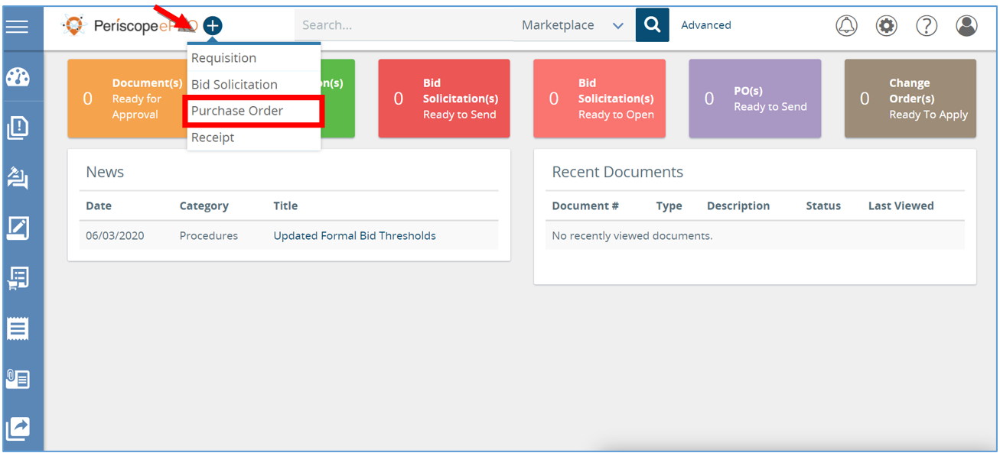 Periscope
Search...
Marketplace
Advanced
Requisition
Bid Solicitation
Purchase Order
Receipt
0
Document(s)
Ready for
Approval
0
Bid
Solicitation(s)
Ready to Send
0
Bid
Solicitation(s)
Ready to Open
0
PO(s)
Ready to Send
0
Change
Order(s)
Ready To Apply
News
Date Category Title
06/03/2020 Procedures Updated Formal Bid Thresholds
Recent Documents
Document # Type Description Status Last Viewed
No recently viewed documents.